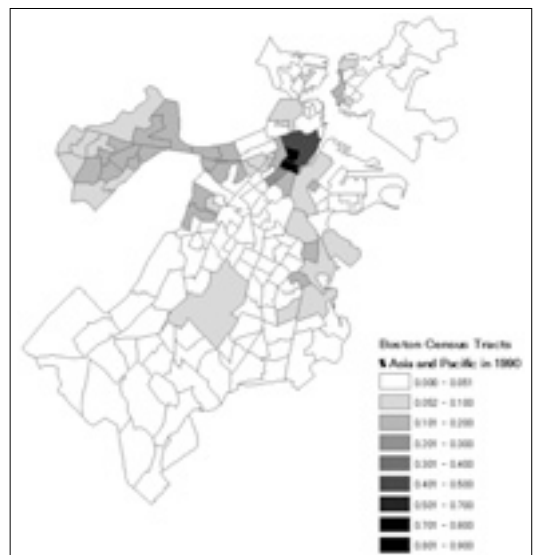 Boston Census Tracts
% Asia and Pacific in 1990
0.000 - 0.051
0.052 - 0.100
0.101 - 0.200
0.201 - 0.300
0.301 - 0.400
0.401 - 0.500
0.501 - 0.700
0.701 - 0.800
0.801 - 0.900